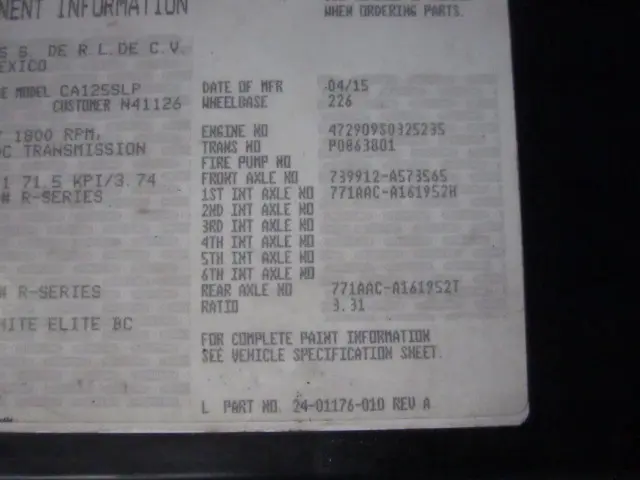 NENT INFORMATION
WHEN ORDERING PARTS.
S. DE R L.DE C.V.
MEXICO
MODEL CA125SLP
CUSTOMER N41126
1800 RPM,
TRANSMISSION
1 71.5 KPI/3.74
# R-SERIES
# R-SERIES
HITE ELITE BC
DATE OF MFR 04/15
WHEELBASE 226
ENGINE NO 472909S0325235
TRANS NO P0863801
FIRE PUMP NO
FRONT AXLE NO 739912-A573565
1ST INT AXLE NO 771AAC-A161952H
2ND INT AXLE NO
3RD INT AXLE NO
4TH INT AXLE NO
5TH INT AXLE NO
6TH INT AXLE NO
REAR AXLE NO 771AAC-A161952T
RATIO 3.31
FOR COMPLETE PAINT INFORMATION
SEE VEHICLE SPECIFICATION SHEET.
L PART NO. 24-01176-010 REV A